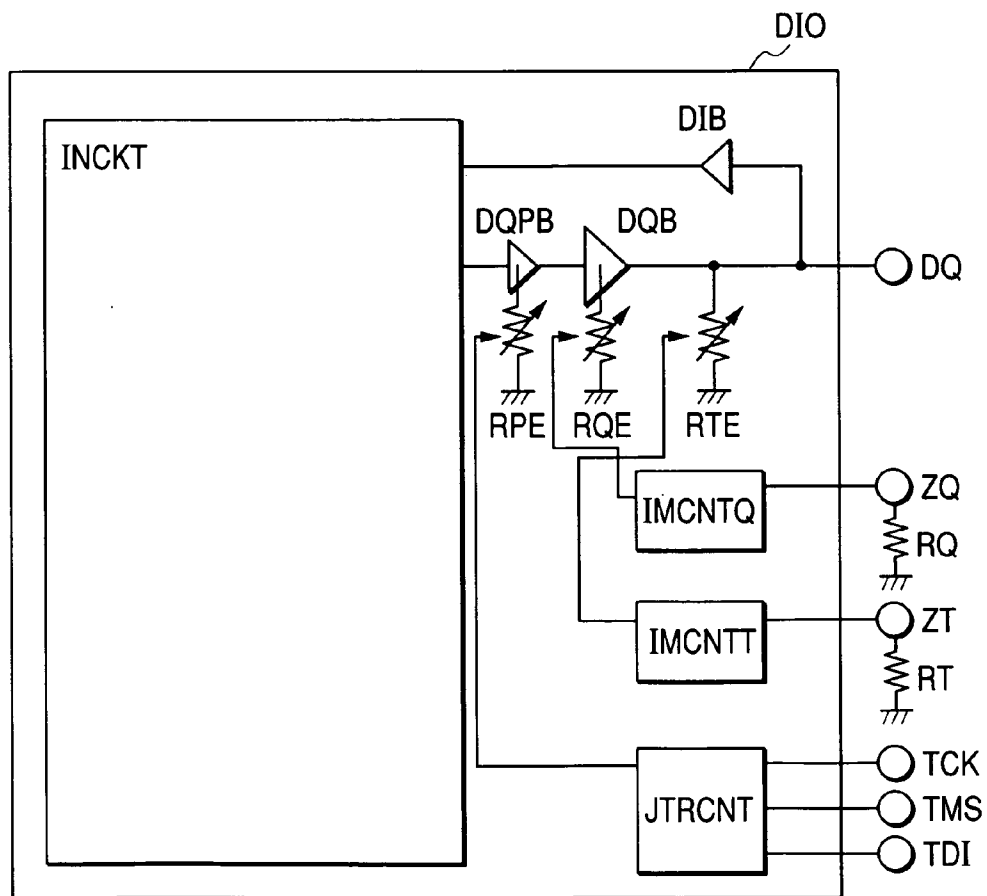 DIO
DIB
INCKT
DQPB
DQB
DQ
RPE
RQE
RTE
IMCNTQ
ZQ
RQ
IMCNTT
ZT
RT
JTRCNT
TCK
TMS
TDI